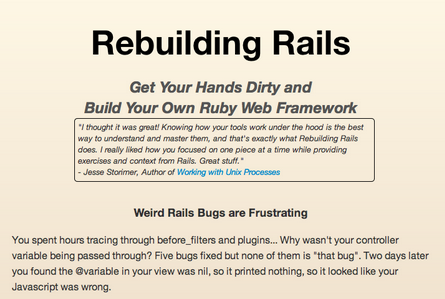 Rebuilding Rails
Get Your Hands Dirty and
Build Your Own Ruby Web Framework
"I thought it was great! Knowing how your tools work under the hood is the best
way to understand and master them, and that's exactly what Rebuilding Rails
does. I really liked how you focused on one piece at a time while providing
exercises and context from Rails. Great stuff."
- Jesse Storimer, Author of Working with Unix Processes
Weird Rails Bugs are Frustrating
You spent hours tracing through before_filters and plugins... Why wasn't your controller
variable being passed through? Five bugs fixed but none of them is "that bug". Two days later
you found the @variable in your view was nil, so it printed nothing, so it looked like your
Javascript was wrong.